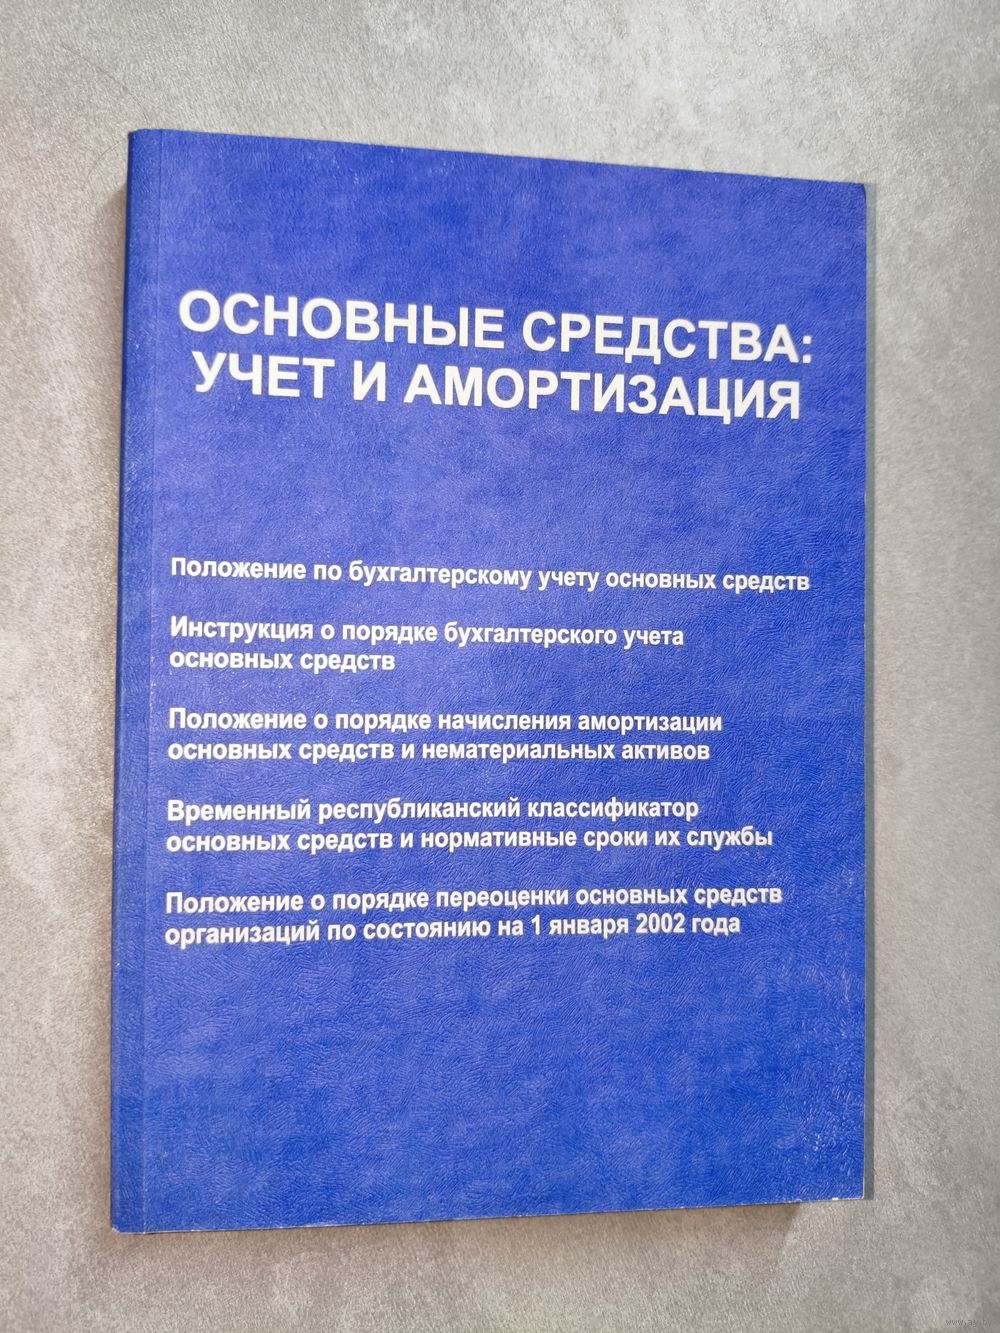 ОСНОВНЫЕ СРЕДСТВА:
УЧЕТ И АМОРТИЗАЦИЯ
Положение по бухгалтерскому учету основных средств
Инструкция о порядке бухгалтерского учета
основных средств
Положение о порядке начисления амортизации
основных средств и нематериальных активов
Временный республиканский классификатор
основных средств и нормативные сроки их службы
Положение о порядке переоценки основных средств
организаций по состоянию на 1 января 2002 года